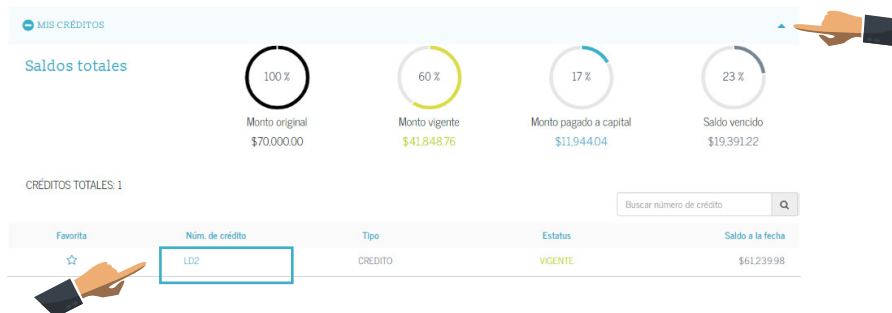 MIS CRÉDITOS
Saldos totales
100 % 60 % 17 % 23 %
Monto original Monto vigente Monto pagado a capital Saldo vencido
$70,000.00 $41,848.76 $11,944.04 $19,391.22
CRÉDITOS TOTALES: 1
Buscar número de crédito
Favorita Núm. de crédito Tipo Estatus Saldo a la fecha
LD2 CREDITO VIGENTE $61,239.98